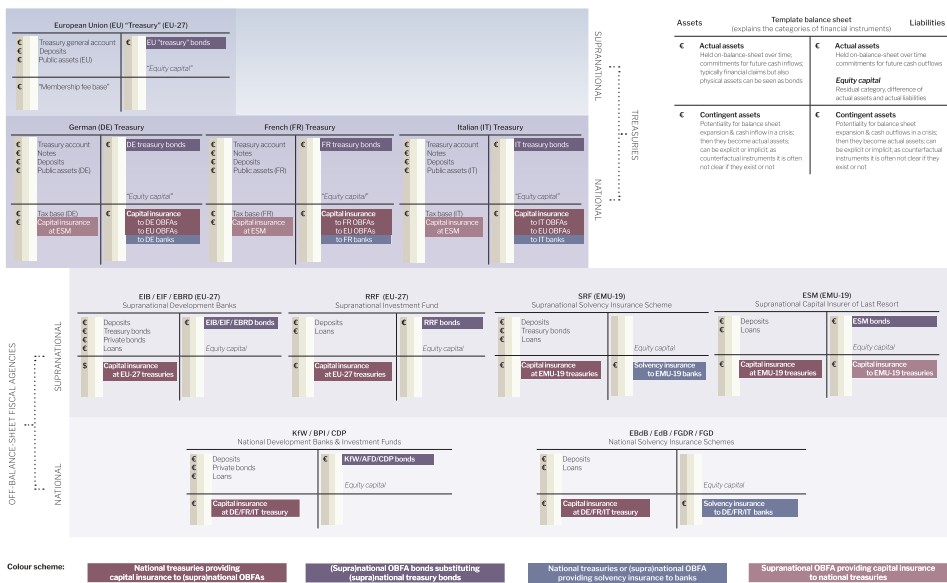 European Union (EU) "Treasury" (EU-27)
€ Treasury general account
€ Deposits
€ Public assets (EU)
€ EU "treasury" bonds
"Equity capital"
€ "Membership fee base"
SUPRANATIONAL
NATIONAL
TREASURIES
Assets
Template balance sheet
(explains the categories of financial instruments)
Liabilities
€ Actual assets
Held on-balance-sheet over time;
commitments for future cash inflows;
typically financial claims but also
physical assets can be seen as bonds
€ Actual assets
Held on-balance-sheet over time
commitments for future cash outflows
Equity capital
Residual category, difference of
actual assets and actual liabilities
€ Contingent assets
Potentiality for balance sheet
expansion & cash inflow in a crisis;
then they become actual assets;
can be explicit or implicit; as
counterfactual instruments it is often
not clear if they exist or not
€ Contingent assets
Potentiality for balance sheet
expansion & cash outflows in a crisis;
then they become actual assets;
can be explicit or implicit; as
counterfactual instruments it is often
not clear if they exist or not
German (DE) Treasury
€ Treasury account
€ Notes
€ Deposits
€ Public assets (DE)
€ DE treasury bonds
"Equity capital"
€ Tax base (DE)
€ Capital insurance
at ESM
€ Capital insurance
to DE OBFAs
to EU OBFAs
to DE banks
French (FR) Treasury
€ Treasury account
€ Notes
€ Deposits
€ Public assets (FR)
€ FR treasury bonds
"Equity capital"
€ Tax base (FR)
€ Capital insurance
at ESM
€ Capital insurance
to FR OBFAs
to EU OBFAs
to FR banks
Italian (IT) Treasury
€ Treasury account
€ Notes
€ Deposits
€ Public assets (IT)
€ IT treasury bonds
"Equity capital"
€ Tax base (IT)
€ Capital insurance
at ESM
€ Capital insurance
to IT OBFAs
to EU OBFAs
to IT banks
OFF-BALANCE-SHEET FISCAL AGENCIES
SUPRANATIONAL
NATIONAL
EIB / EIF / EBRD (EU-27)
Supranational Development Banks
€ Deposits
€ Treasury bonds
€ Private bonds
€ Loans
€ EIB/EIF/ EBRD bonds
Equity capital
$ Capital insurance
at EU-27 treasuries
RRF (EU-27)
Supranational Investment Fund
€ Deposits
€ Loans
€ RRF bonds
Equity capital
€ Capital insurance
at EU-27 treasuries
SRF (EMU-19)
Supranational Solvency Insurance Scheme
€ Deposits
€ Treasury bonds
€ Loans
Equity capital
€ Capital insurance
at EMU-19 treasuries
€ Solvency insurance
to EMU-19 banks
ESM (EMU-19)
Supranational Capital Insurer of Last Resort
€ Deposits
€ Loans
€ ESM bonds
Equity capital
€ Capital insurance
at EMU-19 treasuries
€ Capital insurance
to EMU-19 treasuries
KfW / BPI / CDP
National Development Banks & Investment Funds
€ Deposits
€ Private bonds
€ Loans
€ KfW/AFD/CDP bonds
Equity capital
€ Capital insurance
at DE/FR/IT treasury
EBdB / EdB / FGDR / FGD
National Solvency Insurance Schemes
€ Deposits
€ Loans
Equity capital
€ Capital insurance
at DE/FR/IT treasury
€ Solvency insurance
to DE/FR/IT banks
Colour scheme:
National treasuries providing
capital insurance to (supra)national OBFAs
(Supra)national OBFA bonds substituting
(supra)national treasury bonds
National treasuries or (supra)national OBFA
providing solvency insurance to banks
Supranational OBFA providing capital insurance
to national treasuries